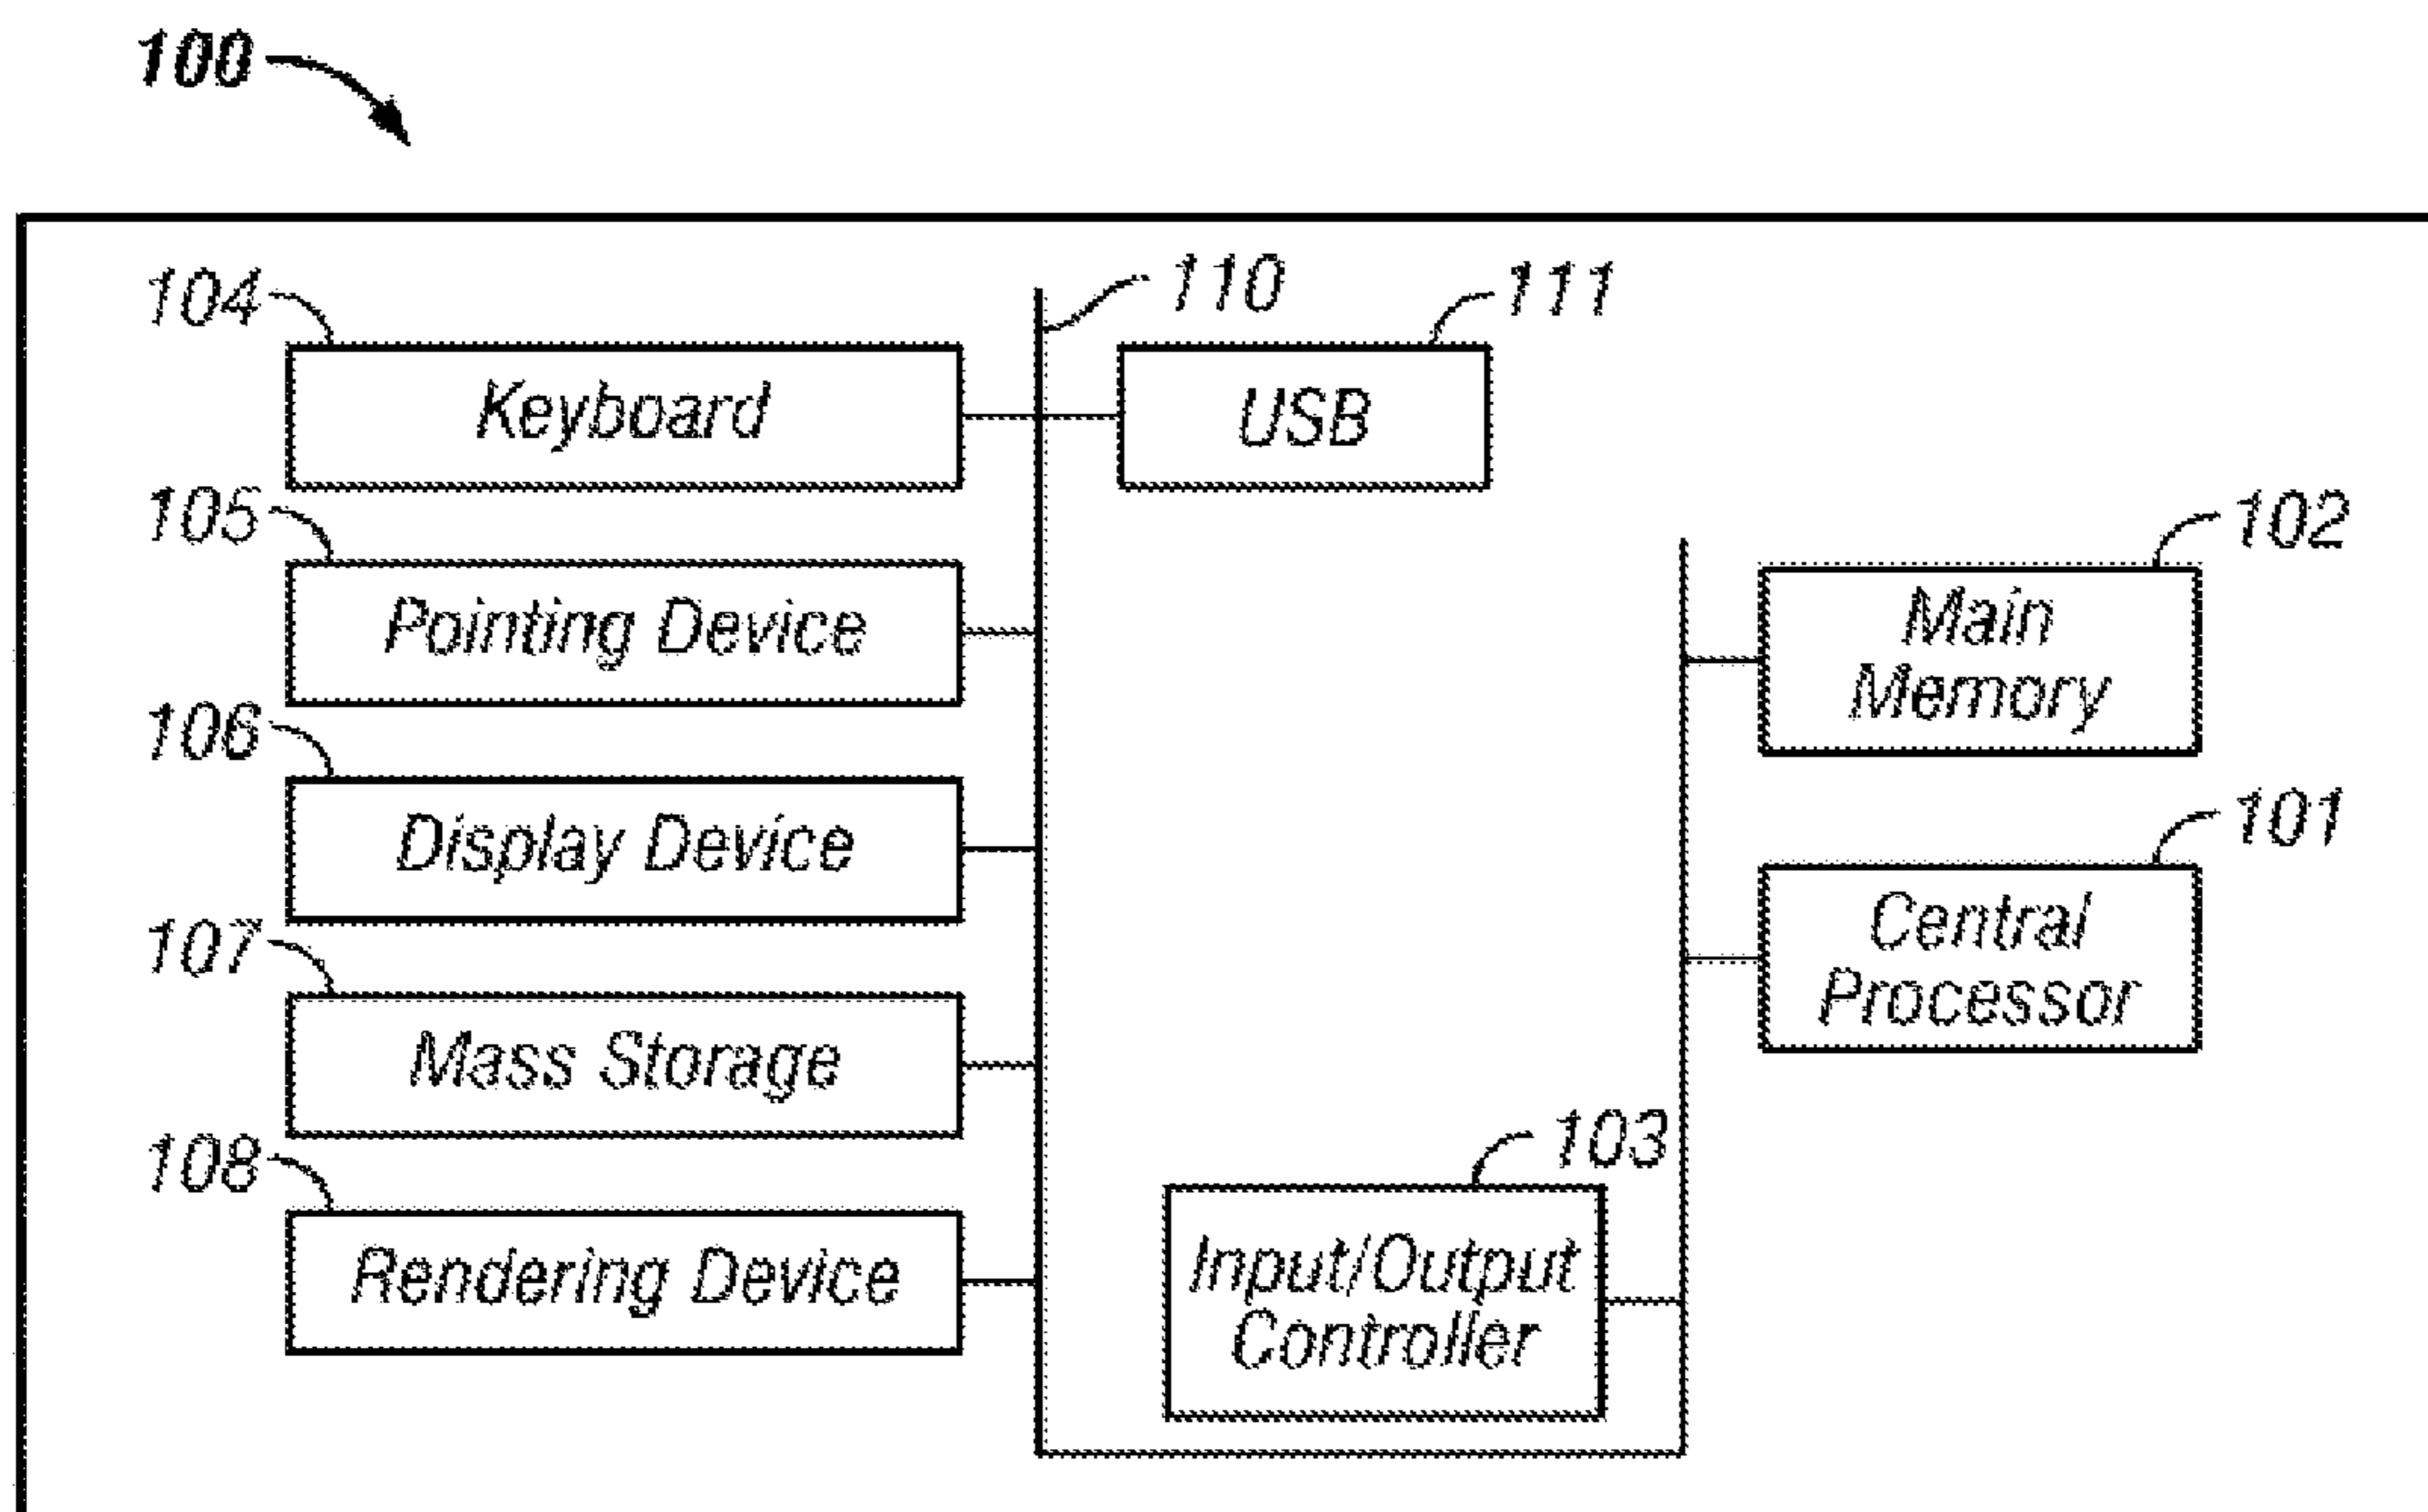 100
104
110
111
Keyboard
USB
105
102
Pointing Device
Main
Memory
106
101
Display Device
Central
Processor
107
Mass Storage
103
108
Input/Output
Controller
Rendering Device